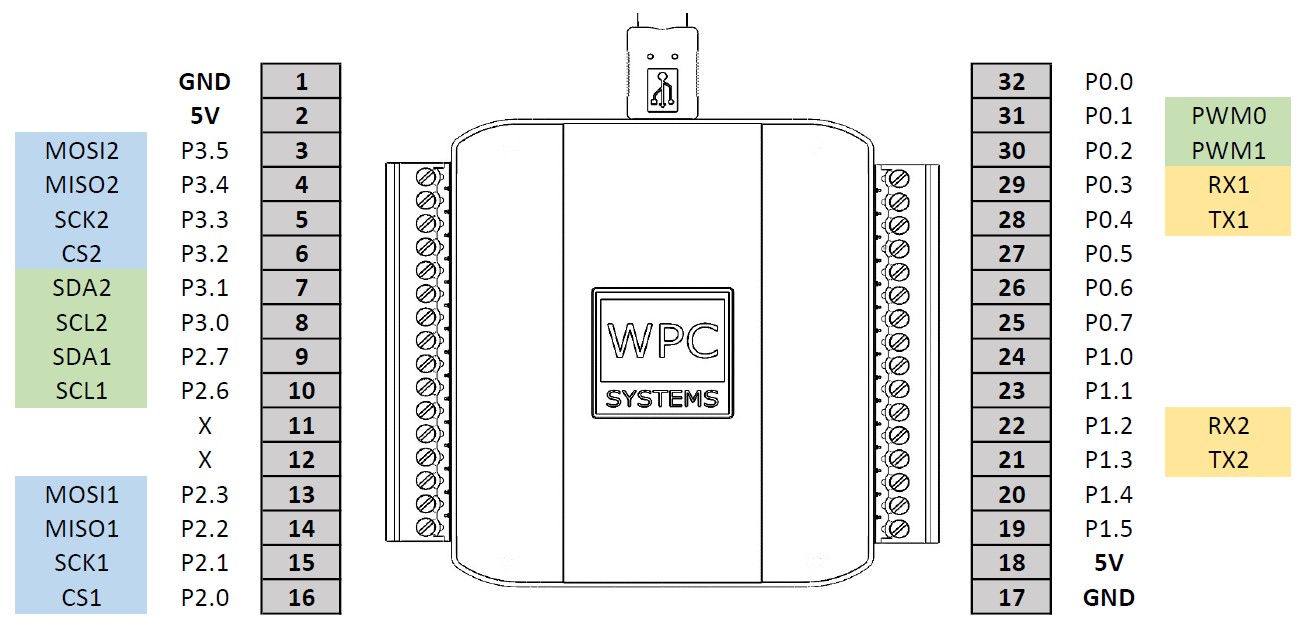 GND 1 32 P0.0
5V 2 31 P0.1 PWM0
MOSI2 P3.5 3 30 P0.2 PWM1
MISO2 P3.4 4 29 P0.3 RX1
SCK2 P3.3 5 28 P0.4 TX1
CS2 P3.2 6 27 P0.5
SDA2 P3.1 7 26 P0.6
SCL2 P3.0 8 25 P0.7
SDA1 P2.7 9 24 P1.0
SCL1 P2.6 10 23 P1.1
X 11 22 P1.2 RX2
X 12 21 P1.3 TX2
MOSI1 P2.3 13 20 P1.4
MISO1 P2.2 14 19 P1.5
SCK1 P2.1 15 18 5V
CS1 P2.0 16 17 GND
WPC
SYSTEMS